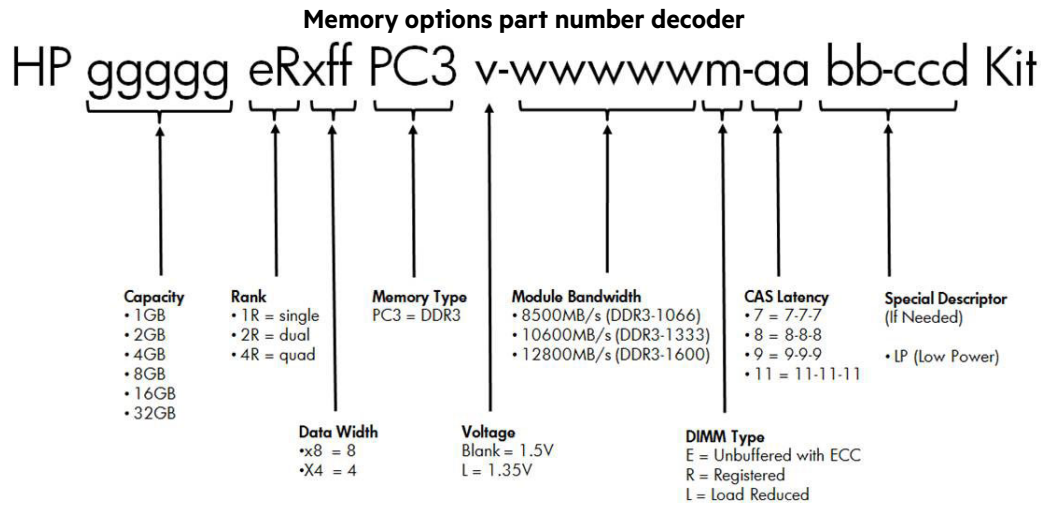 Memory options part number decoder
HP ggggg eRxff PC3 v-wwwwwm-aa bb-ccd Kit
Capacity
• 1GB
• 2GB
• 4GB
• 8GB
• 16GB
• 32GB
Rank
• 1R = single
• 2R = dual
• 4R = quad
Memory Type
PC3 = DDR3
Module Bandwidth
• 8500MB/s (DDR3-1066)
• 10600MB/s (DDR3-1333)
• 12800MB/s (DDR3-1600)
CAS Latency
• 7 = 7-7-7
• 8 = 8-8-8
• 9 = 9-9-9
• 11 = 11-11-11
Special Descriptor
(If Needed)
• LP (Low Power)
Data Width
•x8 = 8
•X4 = 4
Voltage
Blank = 1.5V
L = 1.35V
DIMM Type
E = Unbuffered with ECC
R = Registered
L = Load Reduced